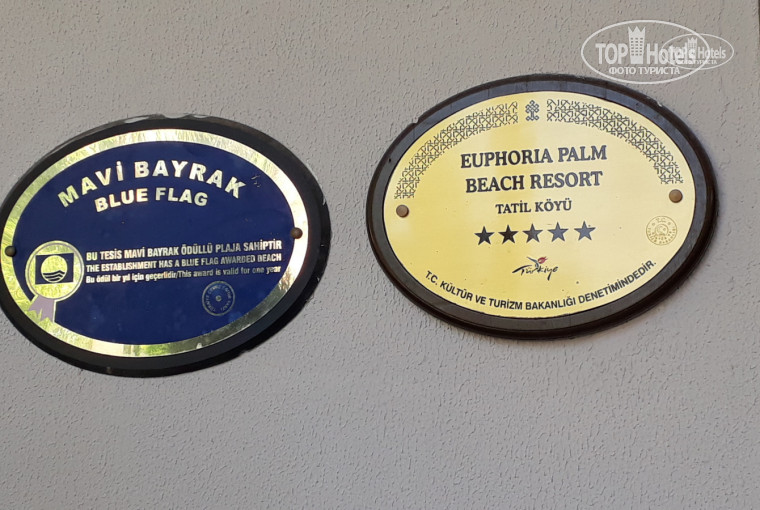 MAVİ BAYRAK
BLUE FLAG
BU TESİS MAVİ BAYRAK ÖDÜLLÜ PLAJA SAHİPTİR
THE ESTABLISHMENT HAS A BLUE FLAG AWARDED BEACH
Bu ödül bir yıl için geçerlidir/This award is valid for one year
EUPHORIA PALM
BEACH RESORT
TATİL KÖYÜ
Türkiye
T.C. KÜLTÜR VE TURİZM BAKANLIĞI DENETİMİNDEDİR.
TOPHotels
ФОТО ТУРИСТА